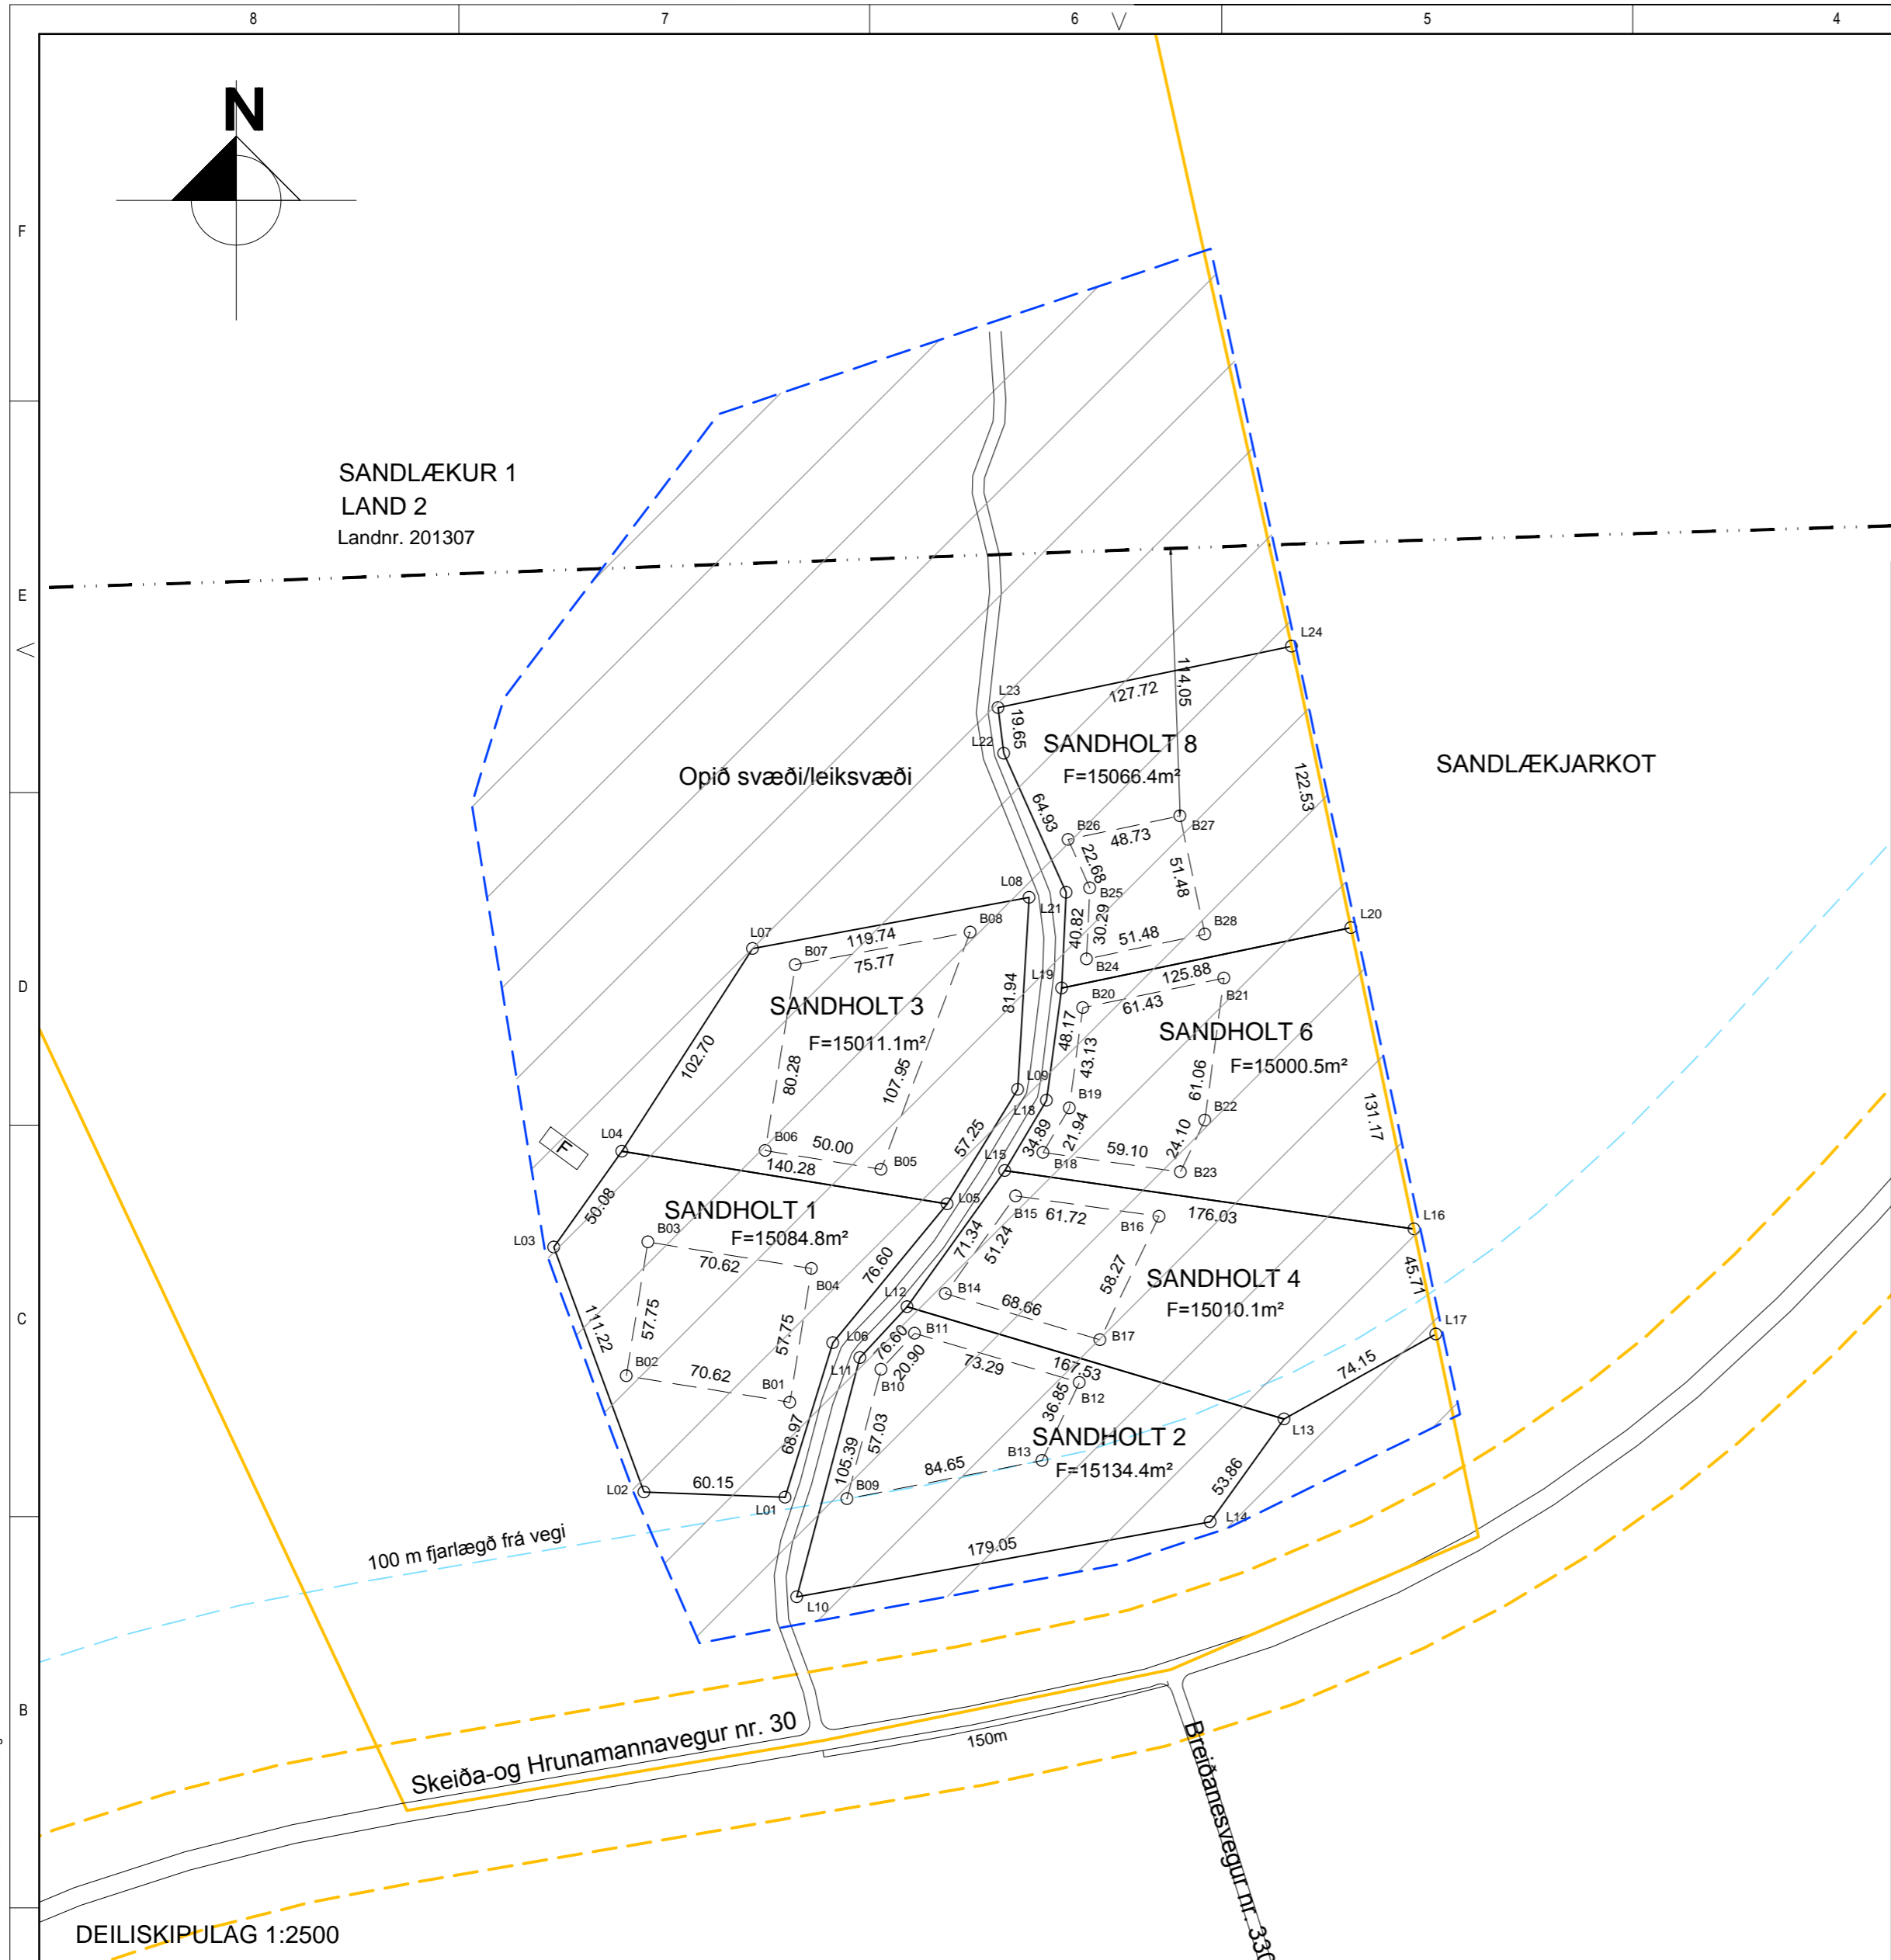 8
7
6
5
4
N
F
SANDLÆKUR 1
LAND 2
Landnr. 201307
E
L24
114,05
127.72
L23
19.65
L22
SANDHOLT 8
F=15066.4m²
122.53
SANDLÆKJARKOT
Opið svæði/leiksvæði
64.93
B26
48.73
B27
22.68
51.48
L08
B25
L21
B08
40.82
30.29
51.48
B28
L20
L07
119.74
B07
75.77
B24
L19
125.88
D
B20
61.43
B21
81.94
SANDHOLT 3
F=15011.1m²
48.17
43.13
SANDHOLT 6
F=15000.5m²
102.70
80.28
107.95
61.06
131.17
L09
L18
B19
B22
L04
F
B06
50.00
57.25
34.89
21.94
24.10
140.28
B05
L15
B18
59.10
B23
50.08
SANDHOLT 1
F=15084.8m²
L05
B15
61.72
B16
176.03
L16
L03
B03
70.62
B04
71.34
51.24
58.27
SANDHOLT 4
F=15010.1m²
45.71
C
111.22
57.75
57.75
76.60
L12
B14
68.66
L17
L06
76.60
B11
B17
L11
20.90
73.29
167.53
74.15
B02
70.62
B01
B10
36.85
B12
68.97
57.03
L13
SANDHOLT 2
F=15134.4m²
105.39
84.65
B13
53.86
L02
60.15
L01
B09
L14
100 m fjarlægð frá vegi
179.05
L10
B
Skeiða-og Hrunamannavegur nr. 30
150m
Breiðanesvegur nr. 330
DEILISKIPULAG 1:2500